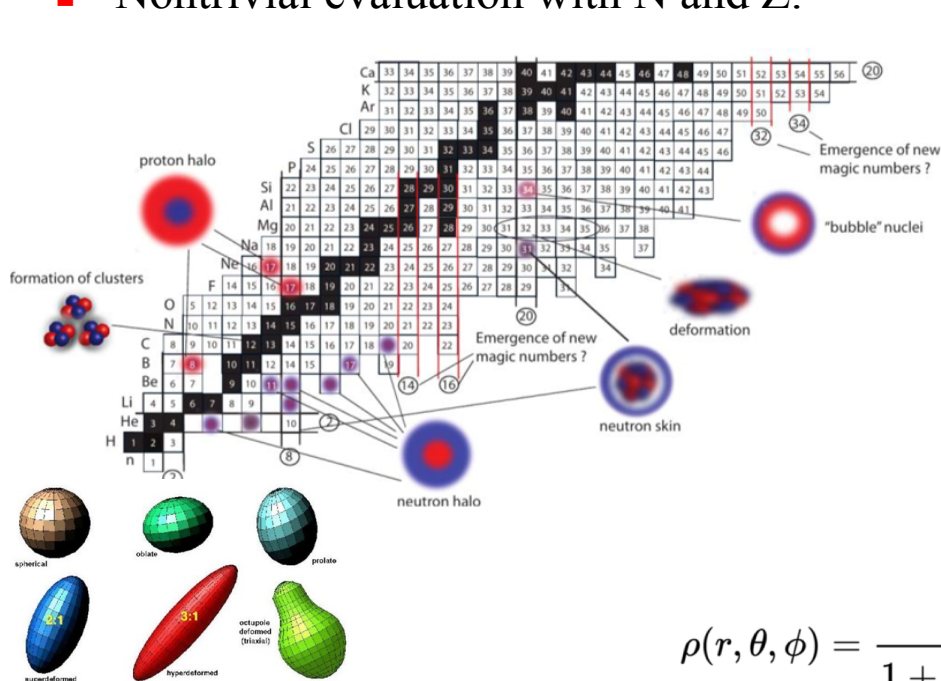 Nontrivial evaluation with N and Z:
Ca 33 34 35 36 37 38 39 40 41 42 43 44 45 46 47 48 49 50 51 52 53 54 55 56 20
K 32 33 34 35 36 37 38 39 40 41 42 43 44 45 46 47 48 49 50 51 52 53 54
Ar 31 32 33 34 35 36 37 38 39 40 41 42 43 44 45 46 47 48 49 50
Cl 29 30 31 32 33 34 35 36 37 38 39 40 41 42 43 44 45 46 47
32 34
S 26 27 28 29 30 31 32 33 34 35 36 37 38 39 40 41 42 43 44 45 46
Emergence of new
magic numbers ?
proton halo
P 24 25 26 27 28 29 30 31 32 33 34 35 36 37 38 39 40 41 42 43 44
Si 22 23 24 25 26 27 28 29 30 31 32 33 34 35 36 37 38 39 40 41 42 43
Al 21 22 23 24 25 26 27 28 29 30 31 32 33 34 35 36 37 38 39 40 41
Mg 20 21 22 23 24 25 26 27 28 29 30 31 32 33 34 35 36 37 38
"bubble" nuclei
Na 18 19 20 21 22 23 24 25 26 27 28 29 30 31 32 33 34 35 37
Ne 16 17 18 19 20 21 22 23 24 25 26 27 28 29 30 31 32 34
formation of clusters
F 14 15 16 17 18 19 20 21 22 23 24 25 26 27 28 29 31
O 5 12 13 14 15 16 17 18 19 20 21 22 23 24
20
N 10 11 12 13 14 15 16 17 18 19 20 21 22 23
deformation
C 8 9 10 11 12 13 14 15 16 17 18 20 22
Emergence of new
magic numbers ?
B 7 8 10 11 12 14 15 17 19
Be 6 7 9 10 11
14 16
Li 4 5 6 7 8 9
He 3 4 10 2
neutron skin
H 1 2 3
8
n 1
2
neutron halo
spherical
oblate
prolate
2:1
superdeformed
3:1
hyperdeformed
octupole
deformed
(triaxial)
ρ(r, θ, ϕ) =
1 +